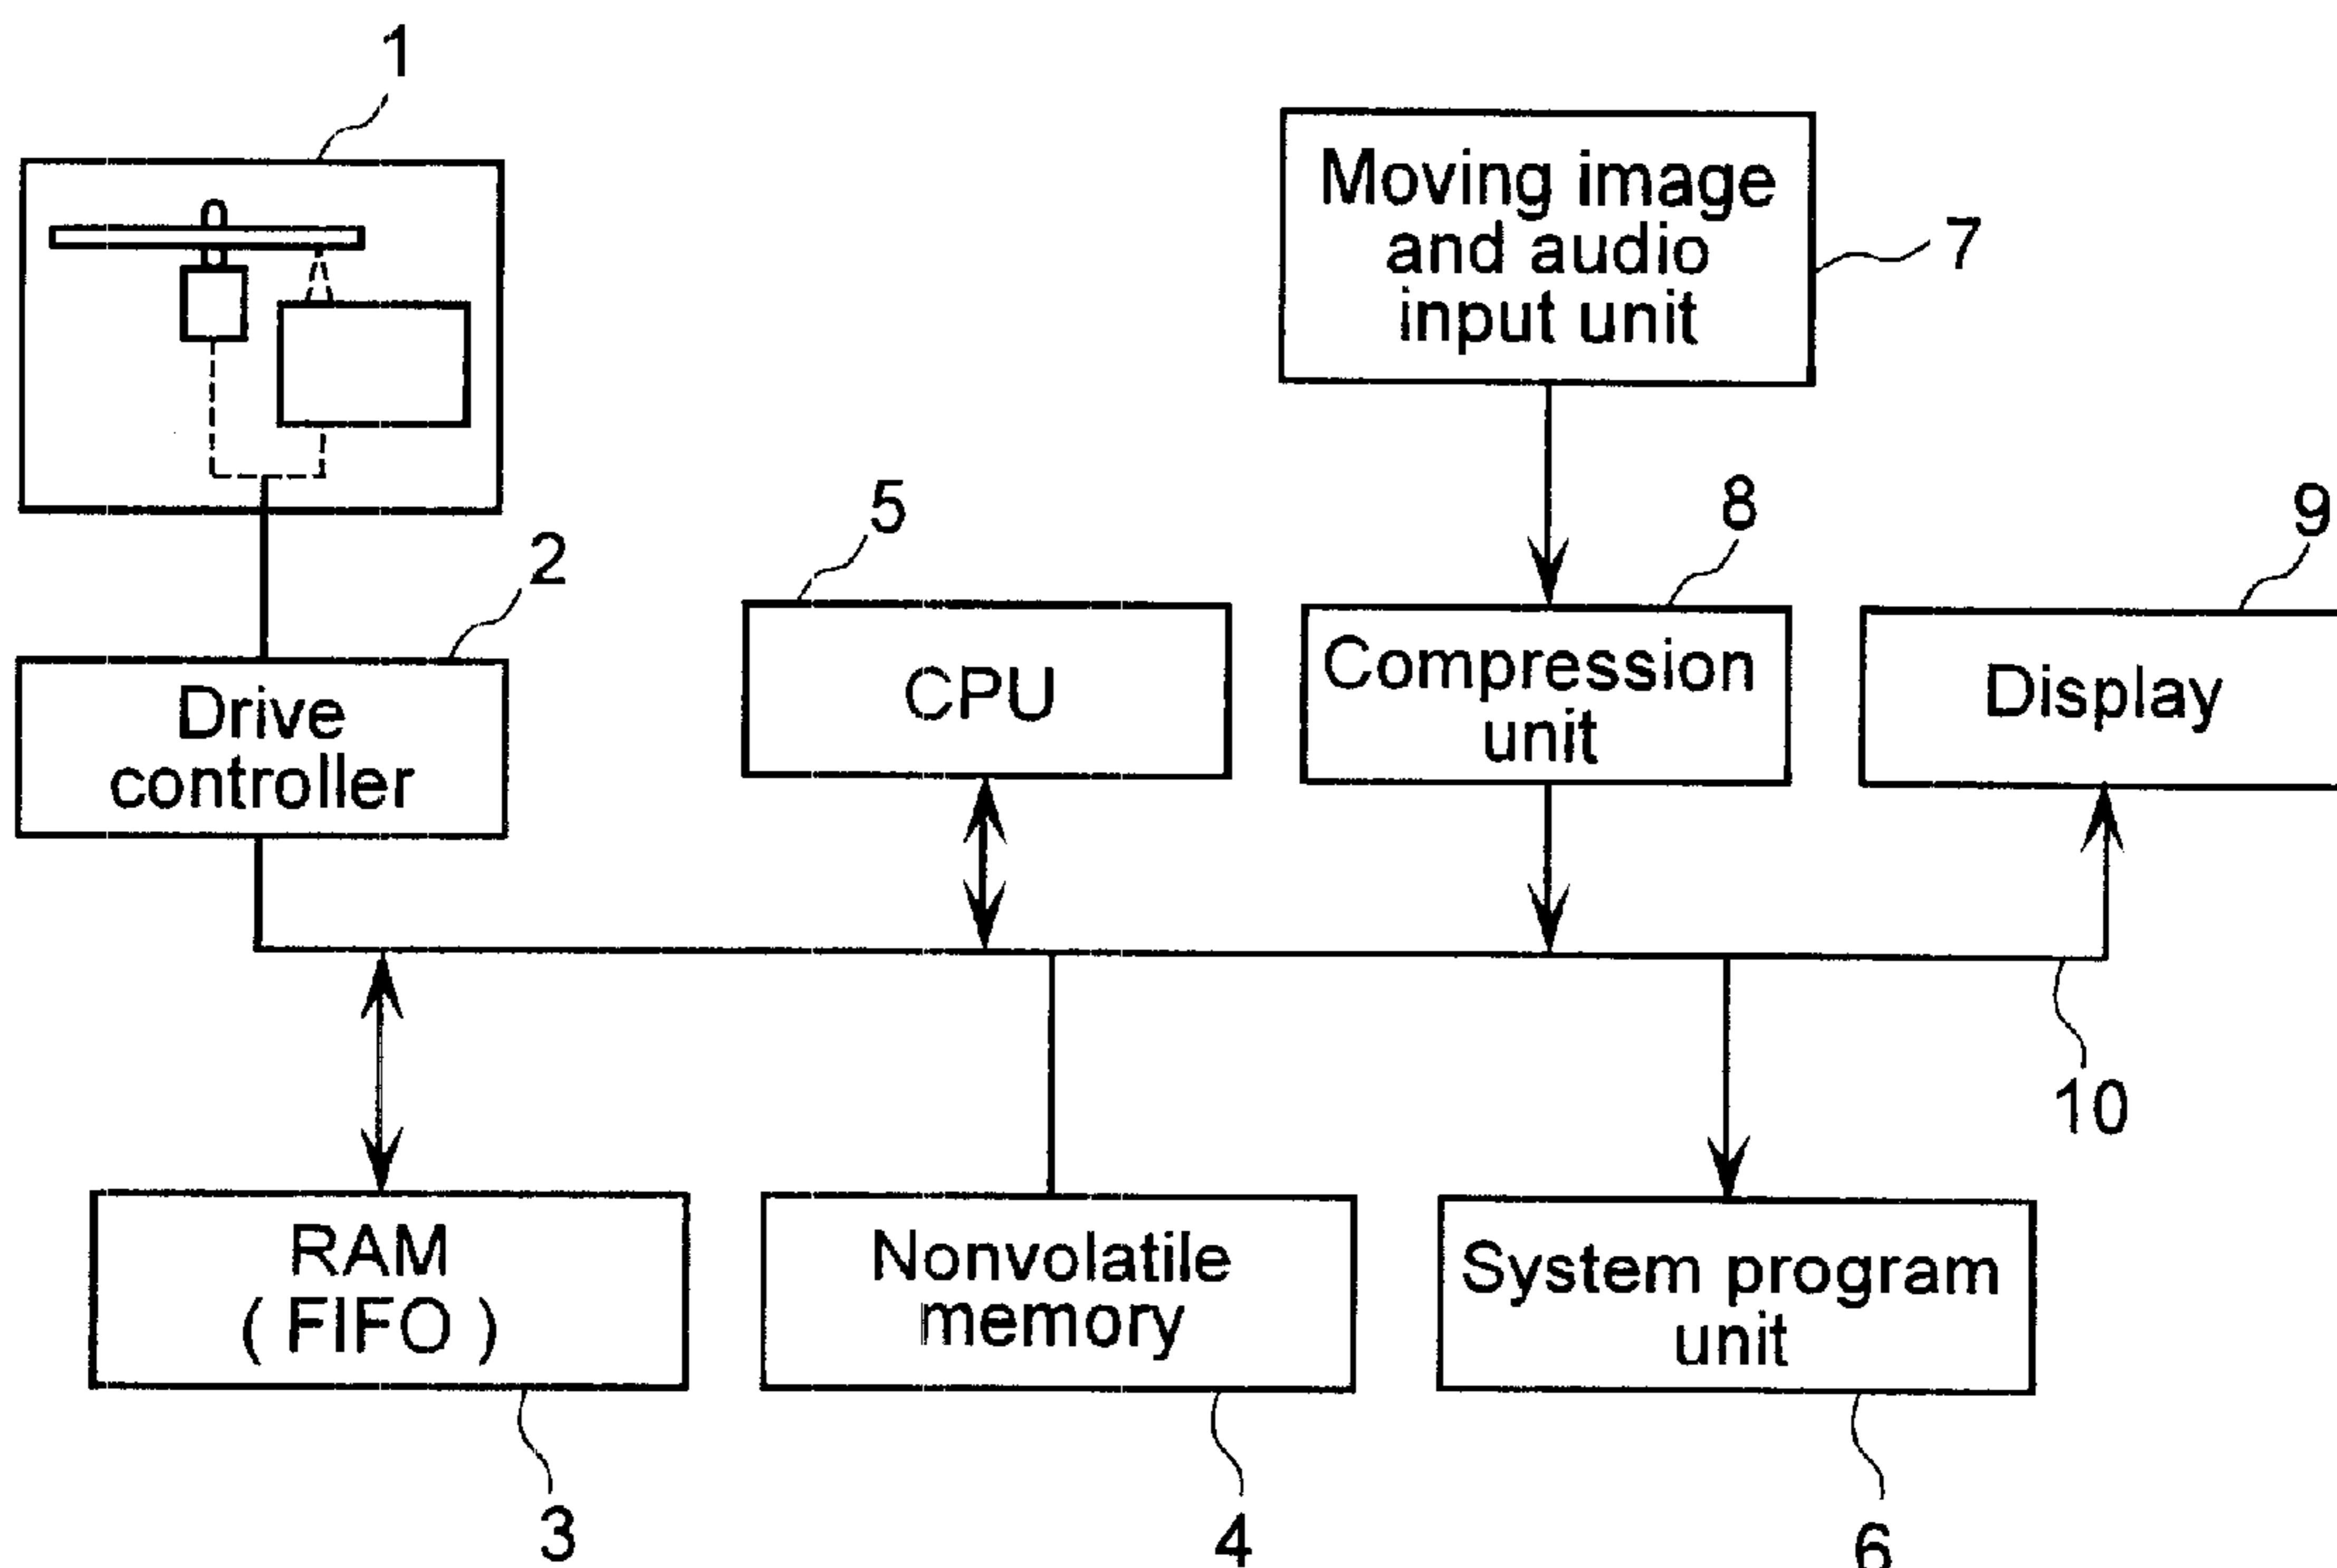 1
Moving image
and audio
input unit
7
2
Drive
controller
5
CPU
8
Compression
unit
9
Display
10
RAM
( FIFO )
3
Nonvolatile
memory
4
System program
unit
6